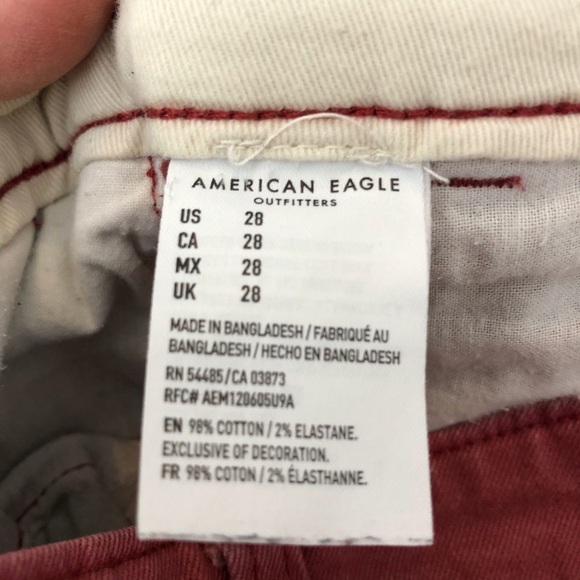 AMERICAN EAGLE
OUTFITTERS
US 28
CA 28
MX 28
UK 28
MADE IN BANGLADESH / FABRIQUÉ AU
BANGLADESH / HECHO EN BANGLADESH
RN 54485/CA 03873
RFC# AEM120605U9A
EN 98% COTTON / 2% ELASTANE.
EXCLUSIVE OF DECORATION.
FR 98% COTON / 2% ÉLASTHANNE.